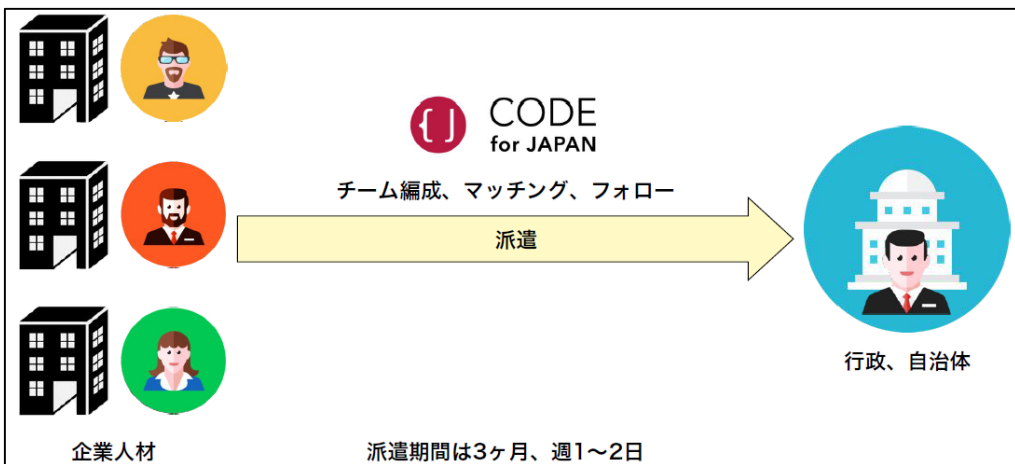 { }
CODE
for JAPAN
チーム編成、マッチング、フォロー
派遣
行政、自治体
企業人材
派遣期間は3ヶ月、週1〜2日